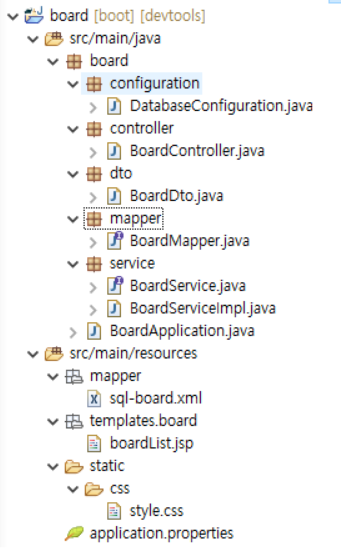 board [boot] [devtools]
src/main/java
board
configuration
DatabaseConfiguration.java
controller
BoardController.java
dto
BoardDto.java
mapper
BoardMapper.java
service
BoardService.java
BoardServiceImpl.java
BoardApplication.java
src/main/resources
mapper
sql-board.xml
templates.board
boardList.jsp
static
css
style.css
application.properties